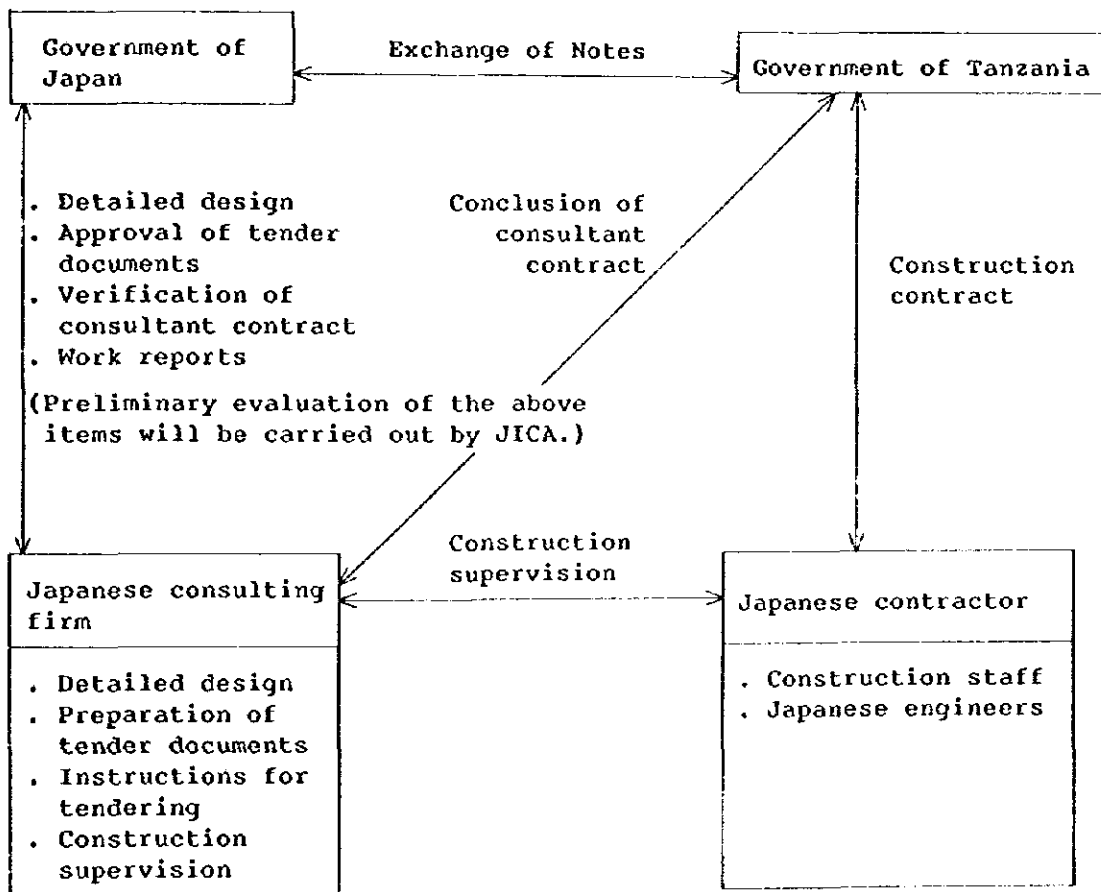 Government of
Japan
Exchange of Notes
Government of Tanzania
. Detailed design
. Approval of tender
documents
. Verification of
consultant contract
. Work reports
(Preliminary evaluation of the above
items will be carried out by JICA.)
Conclusion of
consultant
contract
Construction
contract
Japanese consulting
firm
. Detailed design
. Preparation of
tender documents
. Instructions for
tendering
. Construction
supervision
Construction
supervision
Japanese contractor
. Construction staff
. Japanese engineers